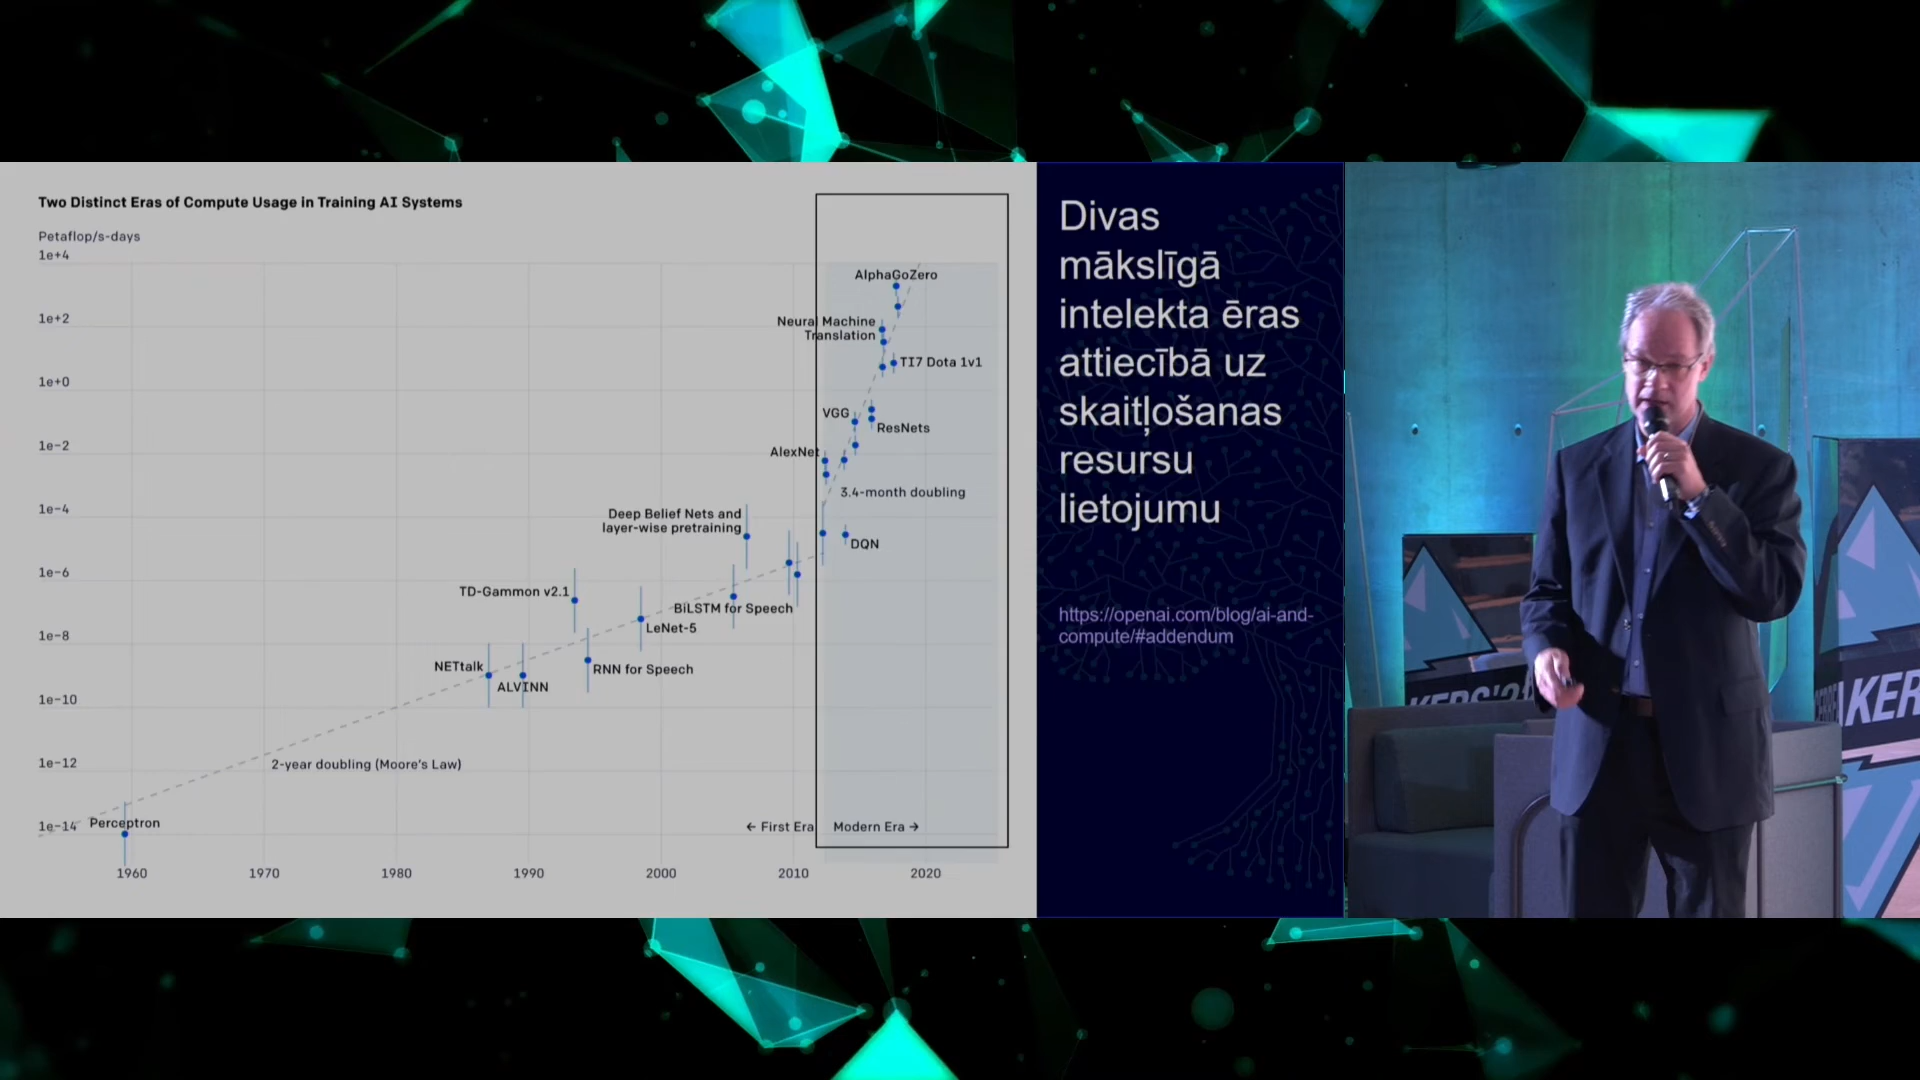 Two Distinct Eras of Compute Usage in Training AI Systems
Petaflop/s-days
1e+4
1e+2
1e+0
1e-2
1e-4
1e-6
1e-8
1e-10
1e-12
1e-14
AlphaGoZero
Neural Machine
Translation
TI7 Dota 1v1
VGG
ResNets
AlexNet
3.4-month doubling
Deep Belief Nets and
layer-wise pretraining
DQN
TD-Gammon v2.1
BiLSTM for Speech
LeNet-5
NETtalk
RNN for Speech
ALVINN
2-year doubling (Moore's Law)
Perceptron
← First Era
Modern Era →
1960
1970
1980
1990
2000
2010
2020
Divas
mākslīgā
intelekta ēras
attiecībā uz
skaitļošanas
resursu
lietojumu
https://openai.com/blog/ai-and-
compute/#addendum